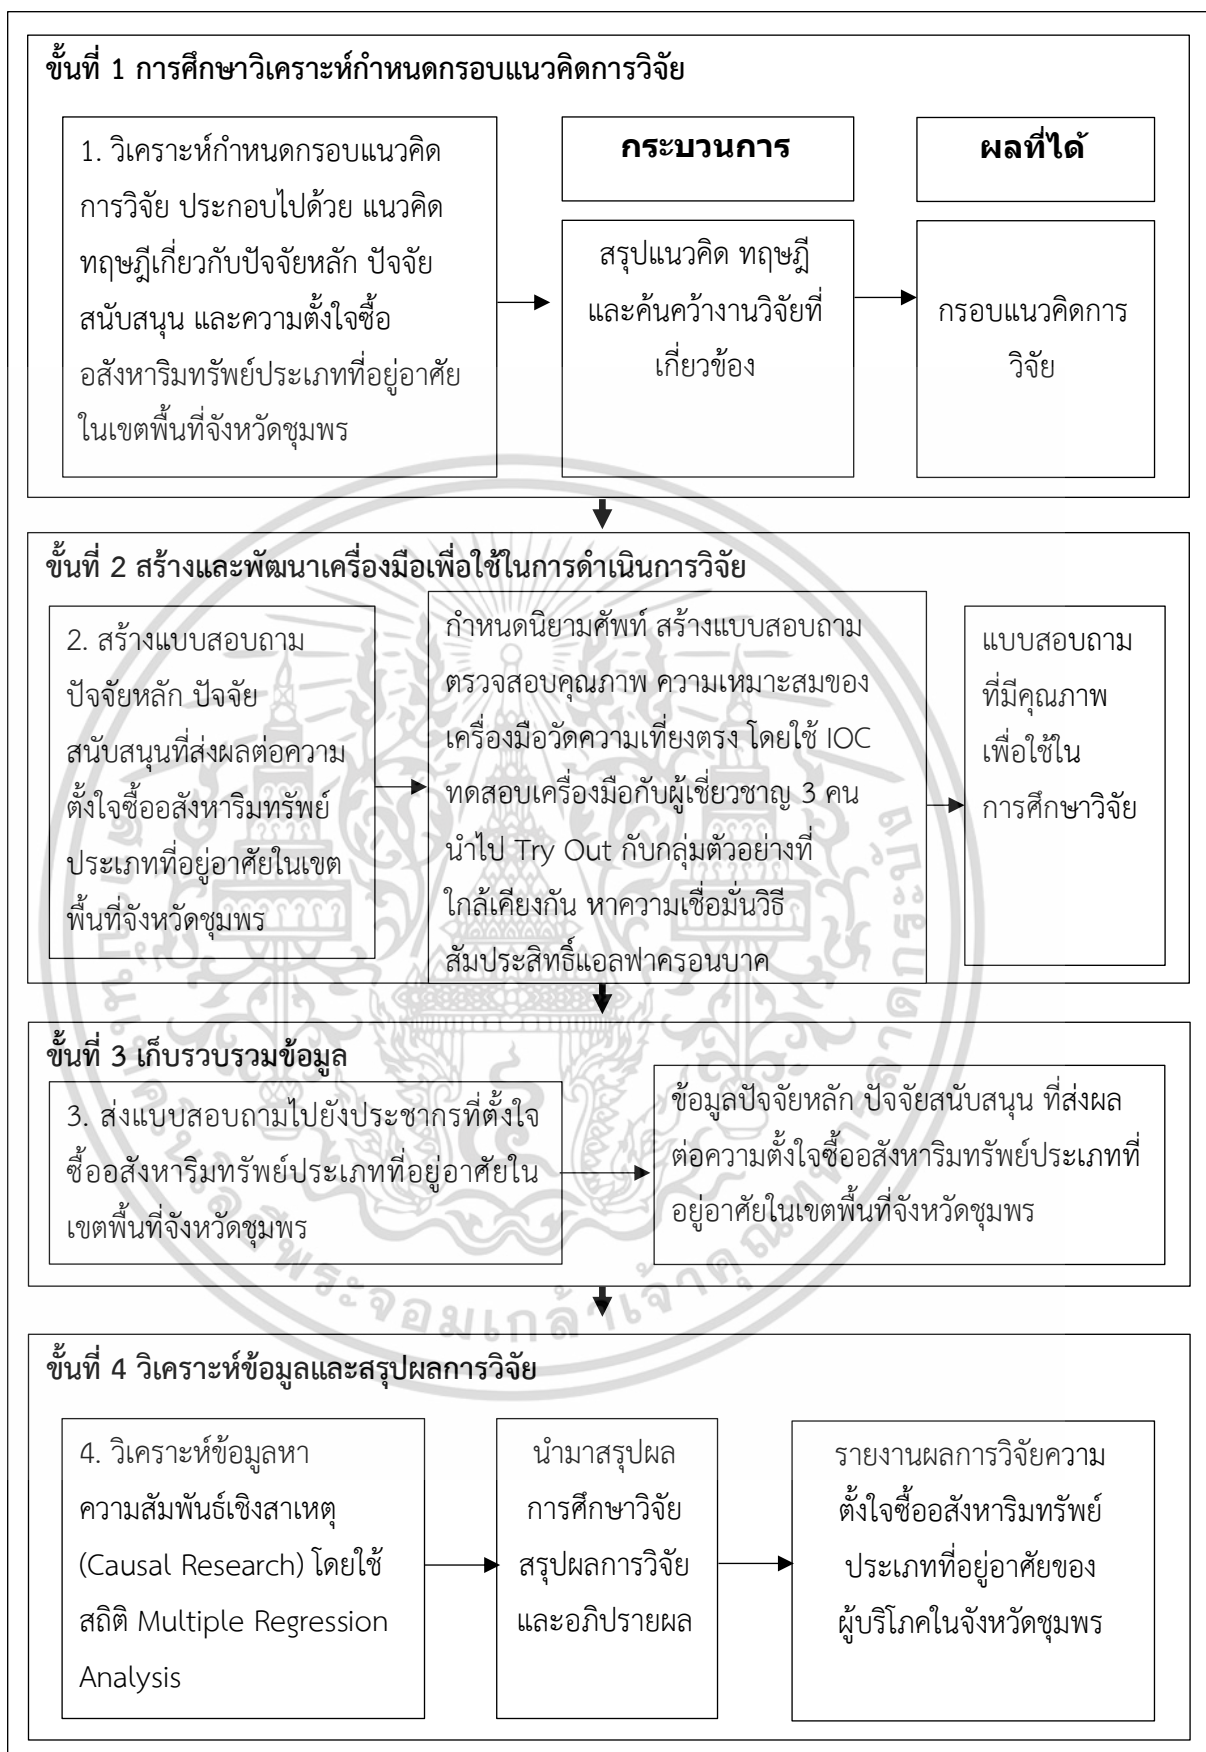 ขั้นที่ 1 การศึกษาวิเคราะห์กำหนดกรอบแนวคิดการวิจัย
1. วิเคราะห์กำหนดกรอบแนวคิด
การวิจัย ประกอบไปด้วย แนวคิด
ทฤษฎีเกี่ยวกับปัจจัยหลัก ปัจจัย
สนับสนุน และความตั้งใจซื้อ
อสังหาริมทรัพย์ประเภทที่อยู่อาศัย
ในเขตพื้นที่จังหวัดชุมพร
กระบวนการ
สรุปแนวคิด ทฤษฎี
และค้นคว้างานวิจัยที่
เกี่ยวข้อง
ผลที่ได้
กรอบแนวคิดการ
วิจัย
ขั้นที่ 2 สร้างและพัฒนาเครื่องมือเพื่อใช้ในการดำเนินการวิจัย
2. สร้างแบบสอบถาม
ปัจจัยหลัก ปัจจัย
สนับสนุนที่ส่งผลต่อความ
ตั้งใจซื้ออสังหาริมทรัพย์
ประเภทที่อยู่อาศัยในเขต
พื้นที่จังหวัดชุมพร
กำหนดนิยามศัพท์ สร้างแบบสอบถาม
ตรวจสอบคุณภาพ ความเหมาะสมของ
เครื่องมือวัดความเที่ยงตรง โดยใช้ IOC
ทดสอบเครื่องมือกับผู้เชี่ยวชาญ 3 คน
นำไป Try Out กับกลุ่มตัวอย่างที่
ใกล้เคียงกัน หาความเชื่อมั่นวิธี
สัมประสิทธิ์แอลฟาครอนบาค
แบบสอบถาม
ที่มีคุณภาพ
เพื่อใช้ใน
การศึกษาวิจัย
ขั้นที่ 3 เก็บรวบรวมข้อมูล
3. ส่งแบบสอบถามไปยังประชากรที่ตั้งใจ
ซื้ออสังหาริมทรัพย์ประเภทที่อยู่อาศัยใน
เขตพื้นที่จังหวัดชุมพร
ข้อมูลปัจจัยหลัก ปัจจัยสนับสนุน ที่ส่งผล
ต่อความตั้งใจซื้ออสังหาริมทรัพย์ประเภทที่
อยู่อาศัยในเขตพื้นที่จังหวัดชุมพร
ขั้นที่ 4 วิเคราะห์ข้อมูลและสรุปผลการวิจัย
4. วิเคราะห์ข้อมูลหา
ความสัมพันธ์เชิงสาเหตุ
(Causal Research) โดยใช้
สถิติ Multiple Regression
Analysis
นำมาสรุปผล
การศึกษาวิจัย
สรุปผลการวิจัย
และอภิปรายผล
รายงานผลการวิจัยความ
ตั้งใจซื้ออสังหาริมทรัพย์
ประเภทที่อยู่อาศัยของ
ผู้บริโภคในจังหวัดชุมพร
พระจอมเกล้าเจ้าคุณทหารลาดกระบัง